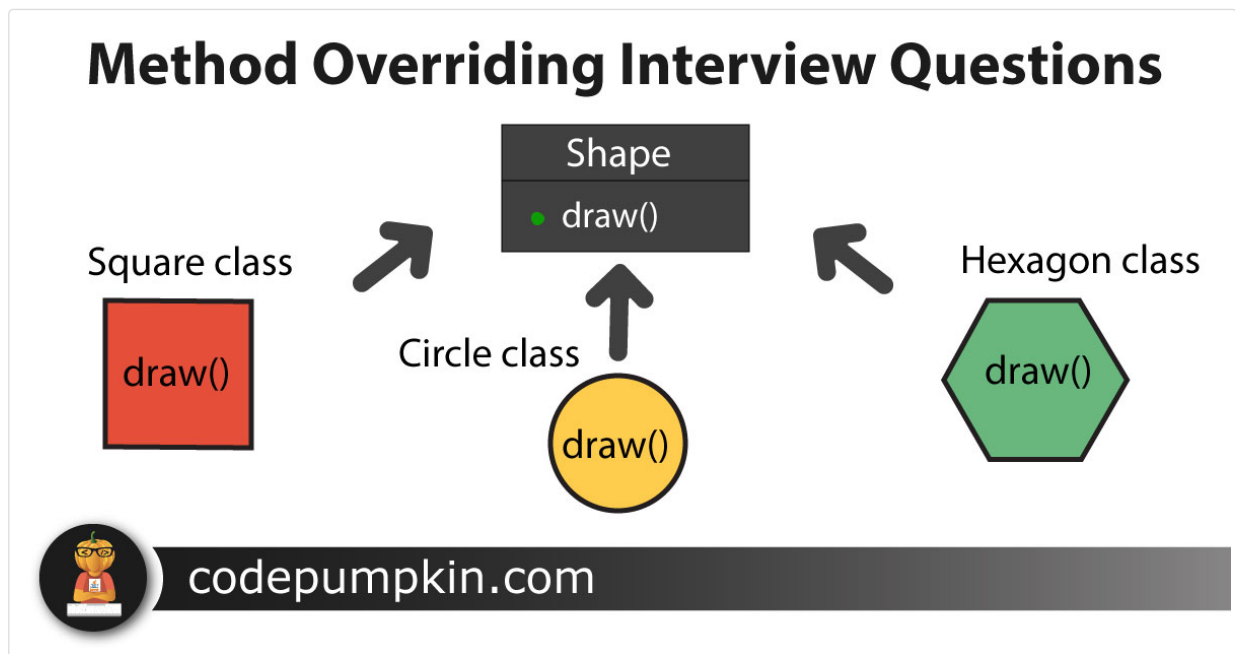 Method Overriding Interview Questions
Shape
draw()
Square class
draw()
Circle class
draw()
Hexagon class
draw()
codepumpkin.com